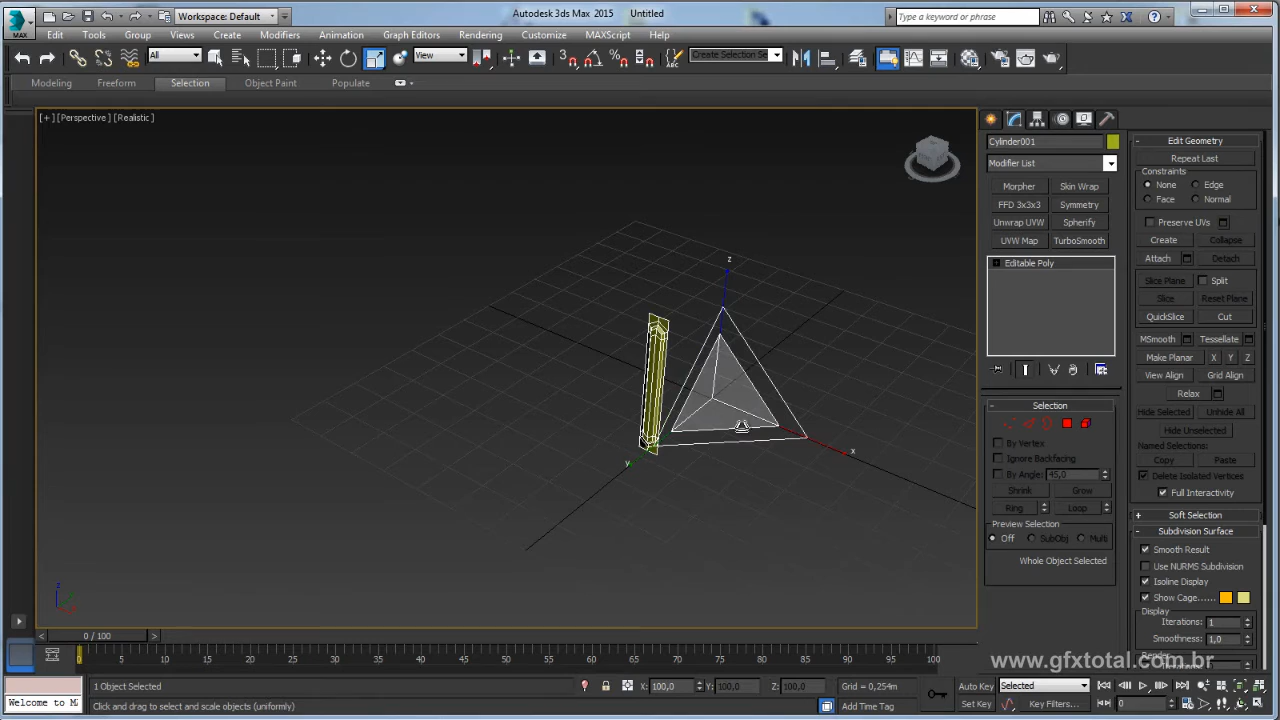 Workspace: Default
Autodesk 3ds Max 2015 Untitled
Type a keyword or phrase
Edit Tools Group Views Create Modifiers Animation Graph Editors Rendering Customize MAXScript Help
All View Create Selection Se
Modeling Freeform Selection Object Paint Populate
[+][Perspective][Realistic]
z
x
y
z
Cylinder001
Modifier List
Morpher Skin Wrap
FFD 3x3x3 Symmetry
Unwrap UVW Spherify
UVW Map TurboSmooth
Editable Poly
- Selection
By Vertex
Ignore Backfacing
By Angle: 45,0
Shrink Grow
Ring Loop
Preview Selection
Off SubObj Multi
Whole Object Selected
- Edit Geometry
Repeat Last
Constraints
None Edge
Face Normal
Preserve UVs
Create Collapse
Attach Detach
Slice Plane Split
Slice Reset Plane
QuickSlice Cut
MSmooth Tessellate
Make Planar X Y Z
View Align Grid Align
Relax
Hide Selected Unhide All
Hide Unselected
Named Selections:
Copy Paste
Delete Isolated Vertices
Full Interactivity
+ Soft Selection
- Subdivision Surface
Smooth Result
Use NURMS Subdivision
Isoline Display
Show Cage......
Display
Iterations: 1
Smoothness: 1,0
www.gfxtotal.com.br
< 0 / 100 >
0 5 10 15 20 25 30 35 40 45 50 55 60 65 70 75 80 85 90 95 100
1 Object Selected X: 100,0 Y: 100,0 Z: 100,0 Grid = 0,254m Auto Key Selected
Welcome to M Click and drag to select and scale objects (uniformly) Add Time Tag Set Key Key Filters... 0